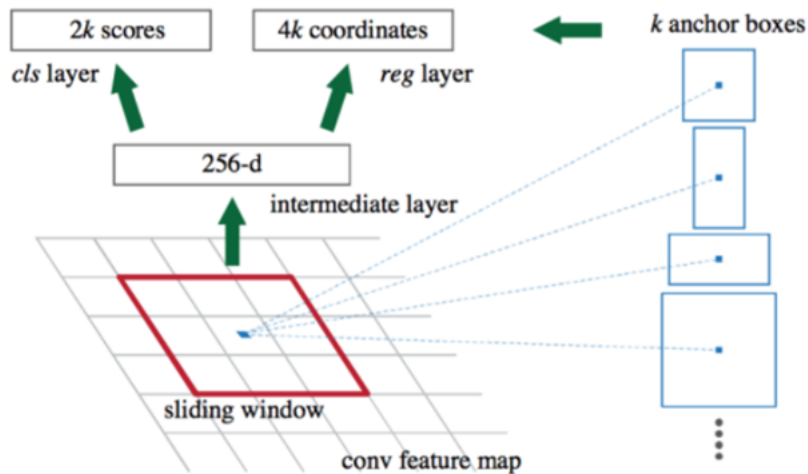 2k scores
4k coordinates
k anchor boxes
cls layer
reg layer
256-d
intermediate layer
sliding window
conv feature map